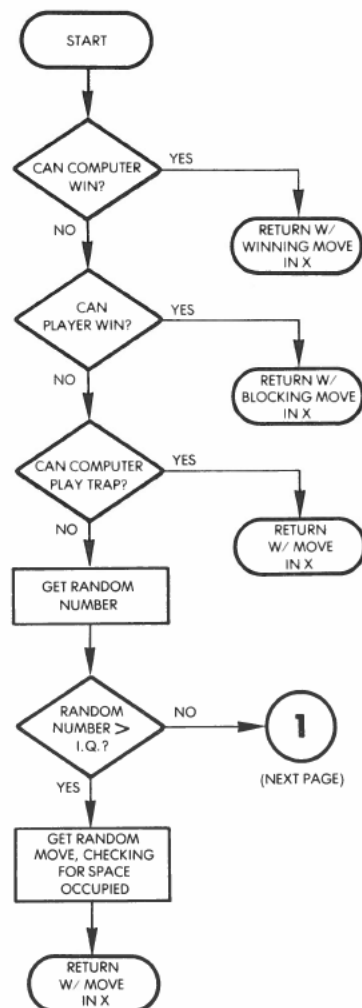 START
CAN COMPUTER
WIN?
YES
NO
RETURN W/
WINNING MOVE
IN X
CAN
PLAYER WIN?
YES
NO
RETURN W/
BLOCKING MOVE
IN X
CAN COMPUTER
PLAY TRAP?
YES
NO
RETURN
W/ MOVE
IN X
GET RANDOM
NUMBER
RANDOM
NUMBER >
I.Q.?
NO
1
(NEXT PAGE)
YES
GET RANDOM
MOVE, CHECKING
FOR SPACE
OCCUPIED
RETURN
W/ MOVE
IN X